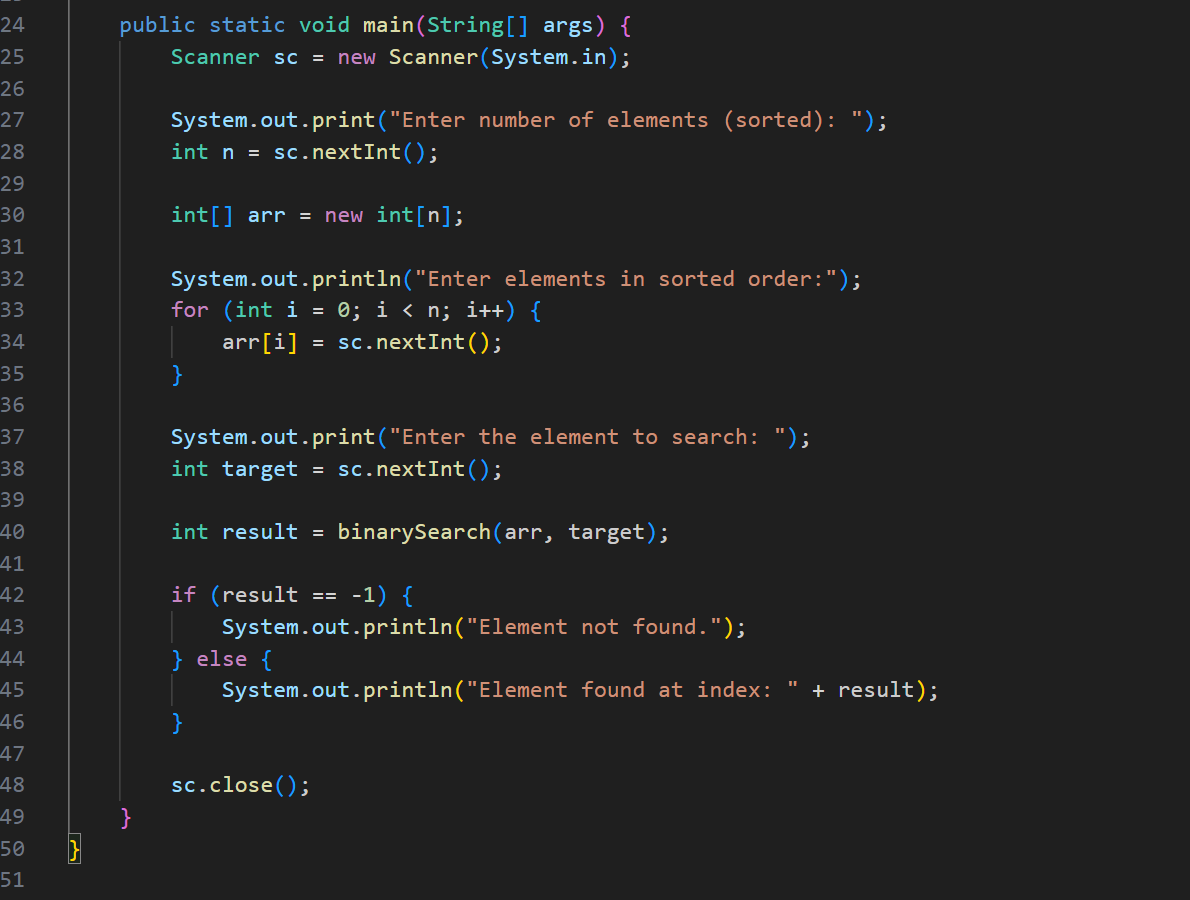 24 public static void main(String[] args) {
25 Scanner sc = new Scanner(System.in);
26
27 System.out.print("Enter number of elements (sorted): ");
28 int n = sc.nextInt();
29
30 int[] arr = new int[n];
31
32 System.out.println("Enter elements in sorted order:");
33 for (int i = 0; i < n; i++) {
34 arr[i] = sc.nextInt();
35 }
36
37 System.out.print("Enter the element to search: ");
38 int target = sc.nextInt();
39
40 int result = binarySearch(arr, target);
41
42 if (result == -1) {
43 System.out.println("Element not found.");
44 } else {
45 System.out.println("Element found at index: " + result);
46 }
47
48 sc.close();
49 }
50 }
51